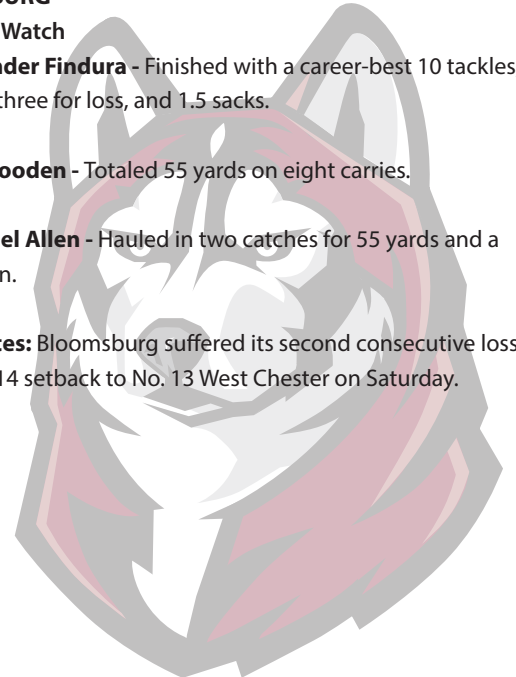 Watch
nder Findura - Finished with a career-best 10 tackles
three for loss, and 1.5 sacks.
ooden - Totaled 55 yards on eight carries.
el Allen - Hauled in two catches for 55 yards and a
n.
tes: Bloomsburg suffered its second consecutive loss
14 setback to No. 13 West Chester on Saturday.